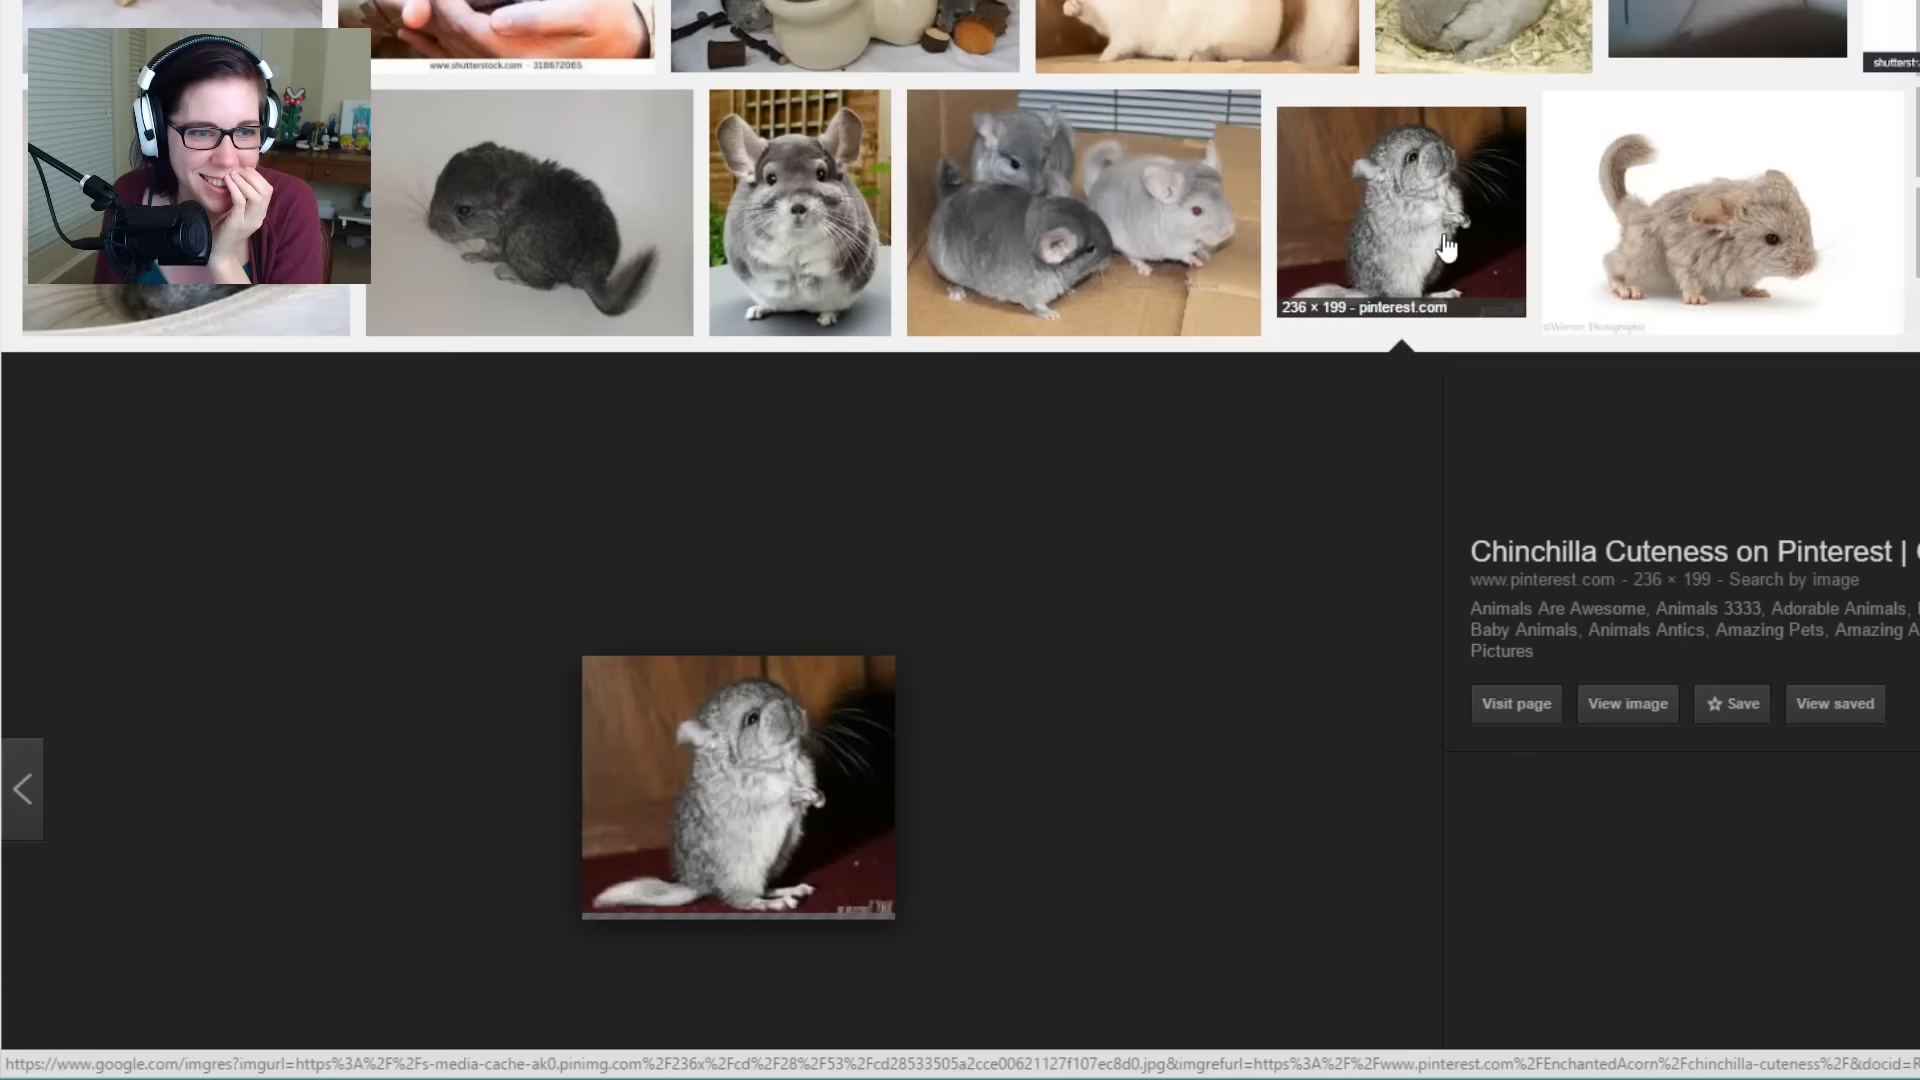 www.shutterstock.com · 318672065
shutterst
236 × 199 - pinterest.com
©Warren Photographic
Chinchilla Cuteness on Pinterest |
www.pinterest.com - 236 × 199 - Search by image
Animals Are Awesome, Animals 3333, Adorable Animals,
Baby Animals, Animals Antics, Amazing Pets, Amazing A
Pictures
Visit page
View image
Save
View saved
https://www.google.com/imgres?imgurl=https%3A%2F%2Fs-media-cache-ak0.pinimg.com%2F236x%2Fcd%2F28%2F53%2Fcd28533505a2cce00621127f107ec8d0.jpg&imgrefurl=https%3A%2F%2Fwww.pinterest.com%2FEnchantedAcorn%2Fchinchilla-cuteness%2F&docid=